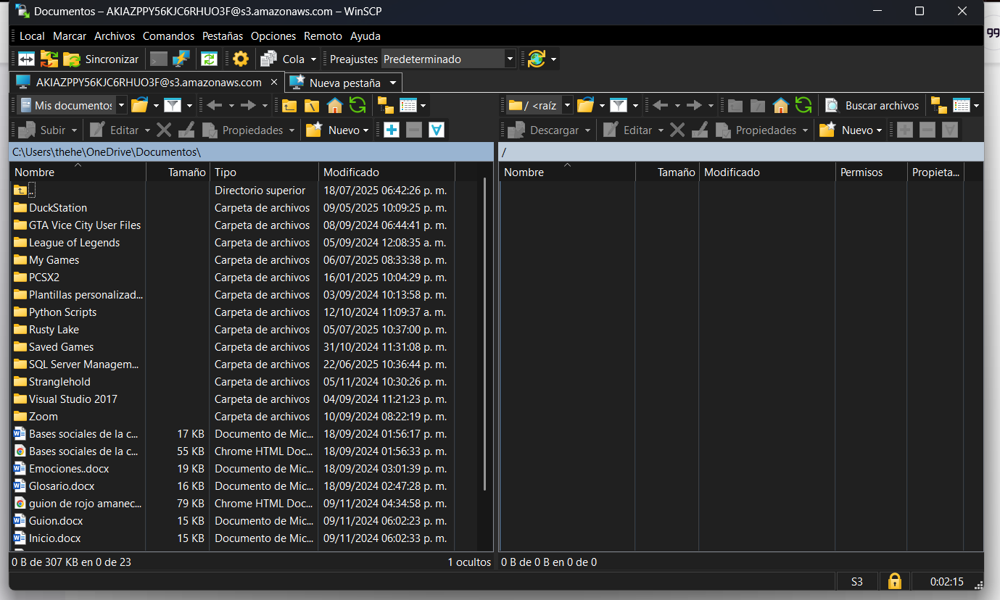 Documentos – AKIAZPPY56KJC6RHUO3F@s3.amazonaws.com – WinSCP
99
Local Marcar Archivos Comandos Pestañas Opciones Remoto Ayuda
Sincronizar Cola Preajustes Predeterminado
AKIAZPPY56KJC6RHUO3F@s3.amazonaws.com × Nueva pestaña
Mis documentos / <raíz Buscar archivos
Subir Editar Propiedades Nuevo Descargar Editar Propiedades Nuevo
C:\Users\thehe\OneDrive\Documentos\ /
Nombre Tamaño Tipo Modificado Nombre Tamaño Modificado Permisos Propieta...
.. Directorio superior 18/07/2025 06:42:26 p. m.
DuckStation Carpeta de archivos 09/05/2025 10:09:25 p. m.
GTA Vice City User Files Carpeta de archivos 08/09/2024 06:44:41 p. m.
League of Legends Carpeta de archivos 05/09/2024 12:08:35 a. m.
My Games Carpeta de archivos 06/07/2025 08:33:38 p. m.
PCSX2 Carpeta de archivos 16/01/2025 10:04:29 p. m.
Plantillas personalizad... Carpeta de archivos 03/09/2024 10:13:58 p. m.
Python Scripts Carpeta de archivos 12/10/2024 11:09:37 a. m.
Rusty Lake Carpeta de archivos 05/07/2025 10:37:00 p. m.
Saved Games Carpeta de archivos 31/10/2024 11:31:08 p. m.
SQL Server Managem... Carpeta de archivos 22/06/2025 10:36:44 p. m.
Stranglehold Carpeta de archivos 05/11/2024 10:30:26 p. m.
Visual Studio 2017 Carpeta de archivos 04/09/2024 11:21:23 p. m.
Zoom Carpeta de archivos 10/09/2024 08:22:19 p. m.
Bases sociales de la c... 17 KB Documento de Mic... 18/09/2024 01:56:17 p. m.
Bases sociales de la c... 55 KB Chrome HTML Doc... 18/09/2024 01:56:33 p. m.
Emociones..docx 19 KB Documento de Mic... 18/09/2024 03:01:39 p. m.
Glosario.docx 16 KB Documento de Mic... 18/09/2024 02:47:28 p. m.
guion de rojo amanec... 79 KB Chrome HTML Doc... 09/11/2024 04:34:58 p. m.
Guion.docx 15 KB Documento de Mic... 09/11/2024 06:02:23 p. m.
Inicio.docx 15 KB Documento de Mic... 09/11/2024 06:02:33 p. m.
0 B de 307 KB en 0 de 23 1 ocultos 0 B de 0 B en 0 de 0
S3 0:02:15